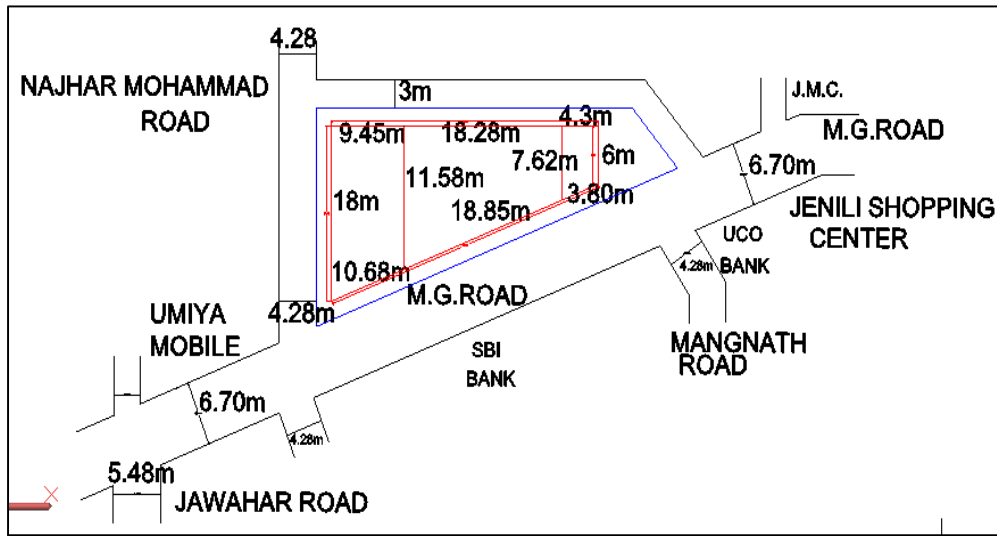 4.28
NAJHAR MOHAMMAD
ROAD
3m
J.M.C.
M.G.ROAD
4.3m
9.45m
18.28m
7.62m
6m
6.70m
11.58m
18m
3.80m
18.85m
JENILI SHOPPING
CENTER
UCO
BANK
4.28m
10.68m
M.G.ROAD
4.28m
UMIYA
MOBILE
SBI
BANK
MANGNATH
ROAD
6.70m
4.28m
5.48m
JAWAHAR ROAD
X